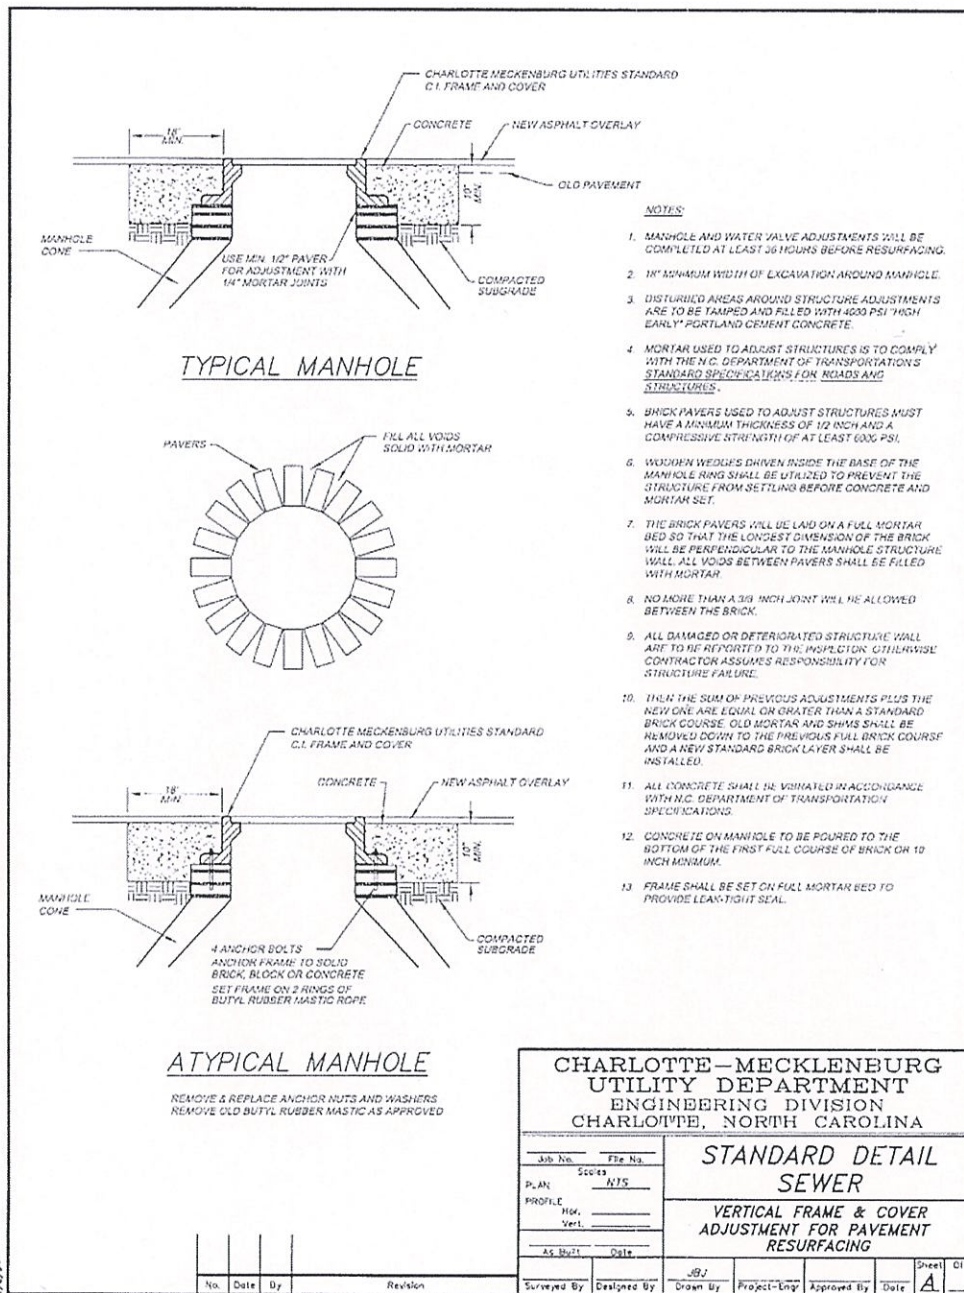 CHARLOTTE MECKENBURG UTILITIES STANDARD
C.I. FRAME AND COVER
CONCRETE
NEW ASPHALT OVERLAY
18"
MIN.
10"
MIN.
OLD PAVEMENT
MANHOLE
CONE
USE MIN. 1/2" PAVER
FOR ADJUSTMENT WITH
1/4" MORTAR JOINTS
COMPACTED
SUBGRADE
TYPICAL MANHOLE
PAVERS
FILL ALL VOIDS
SOLID WITH MORTAR
CHARLOTTE MECKENBURG UTILITIES STANDARD
C.I. FRAME AND COVER
CONCRETE
NEW ASPHALT OVERLAY
18"
MIN
10"
MIN.
MANHOLE
CONE
COMPACTED
SUBGRADE
4 ANCHOR BOLTS
ANCHOR FRAME TO SOLID
BRICK, BLOCK OR CONCRETE
SET FRAME ON 2 RINGS OF
BUTYL RUBBER MASTIC ROPE
ATYPICAL MANHOLE
REMOVE & REPLACE ANCHOR NUTS AND WASHERS
REMOVE OLD BUTYL RUBBER MASTIC AS APPROVED
NOTES:
1. MANHOLE AND WATER VALVE ADJUSTMENTS WILL BE
COMPLETED AT LEAST 36 HOURS BEFORE RESURFACING.
2. 18" MINIMUM WIDTH OF EXCAVATION AROUND MANHOLE.
3. DISTURBED AREAS AROUND STRUCTURE ADJUSTMENTS
ARE TO BE TAMPED AND FILLED WITH 4000 PSI "HIGH
EARLY" PORTLAND CEMENT CONCRETE.
4. MORTAR USED TO ADJUST STRUCTURES IS TO COMPLY
WITH THE N.C. DEPARTMENT OF TRANSPORTATION'S
STANDARD SPECIFICATIONS FOR ROADS AND
STRUCTURES.
5. BRICK PAVERS USED TO ADJUST STRUCTURES MUST
HAVE A MINIMUM THICKNESS OF 1/2 INCH AND A
COMPRESSIVE STRENGTH OF AT LEAST 6000 PSI.
6. WOODEN WEDGES DRIVEN INSIDE THE BASE OF THE
MANHOLE RING SHALL BE UTILIZED TO PREVENT THE
STRUCTURE FROM SETTLING BEFORE CONCRETE AND
MORTAR SET.
7. THE BRICK PAVERS WILL BE LAID ON A FULL MORTAR
BED SO THAT THE LONGEST DIMENSION OF THE BRICK
WILL BE PERPENDICULAR TO THE MANHOLE STRUCTURE
WALL. ALL VOIDS BETWEEN PAVERS SHALL BE FILLED
WITH MORTAR.
8. NO MORE THAN A 3/8 INCH JOINT WILL BE ALLOWED
BETWEEN THE BRICK.
9. ALL DAMAGED OR DETERIORATED STRUCTURE WALL
ARE TO BE REPORTED TO THE INSPECTOR. OTHERWISE
CONTRACTOR ASSUMES RESPONSIBILITY FOR
STRUCTURE FAILURE.
10. THEN THE SUM OF PREVIOUS ADJUSTMENTS PLUS THE
NEW ONE ARE EQUAL OR GRATER THAN A STANDARD
BRICK COURSE. OLD MORTAR AND SHIMS SHALL BE
REMOVED DOWN TO THE PREVIOUS FULL BRICK COURSE
AND A NEW STANDARD BRICK LAYER SHALL BE
INSTALLED.
11. ALL CONCRETE SHALL BE VIBRATED IN ACCORDANCE
WITH N.C. DEPARTMENT OF TRANSPORTATION
SPECIFICATIONS.
12. CONCRETE ON MANHOLE TO BE POURED TO THE
BOTTOM OF THE FIRST FULL COURSE OF BRICK OR 10
INCH MINIMUM.
13 FRAME SHALL BE SET ON FULL MORTAR BED TO
PROVIDE LEAK-TIGHT SEAL.
CHARLOTTE-MECKLENBURG
UTILITY DEPARTMENT
ENGINEERING DIVISION
CHARLOTTE, NORTH CAROLINA
Job No. File No.
Scales
PLAN NTS
PROFILE
Hor.
Vert.
As Built Date
STANDARD DETAIL
SEWER
VERTICAL FRAME & COVER
ADJUSTMENT FOR PAVEMENT
RESURFACING
No. Date By Revision
Surveyed By Designed By JBJ Drawn By Project-Engr Approved By Date Sheet A